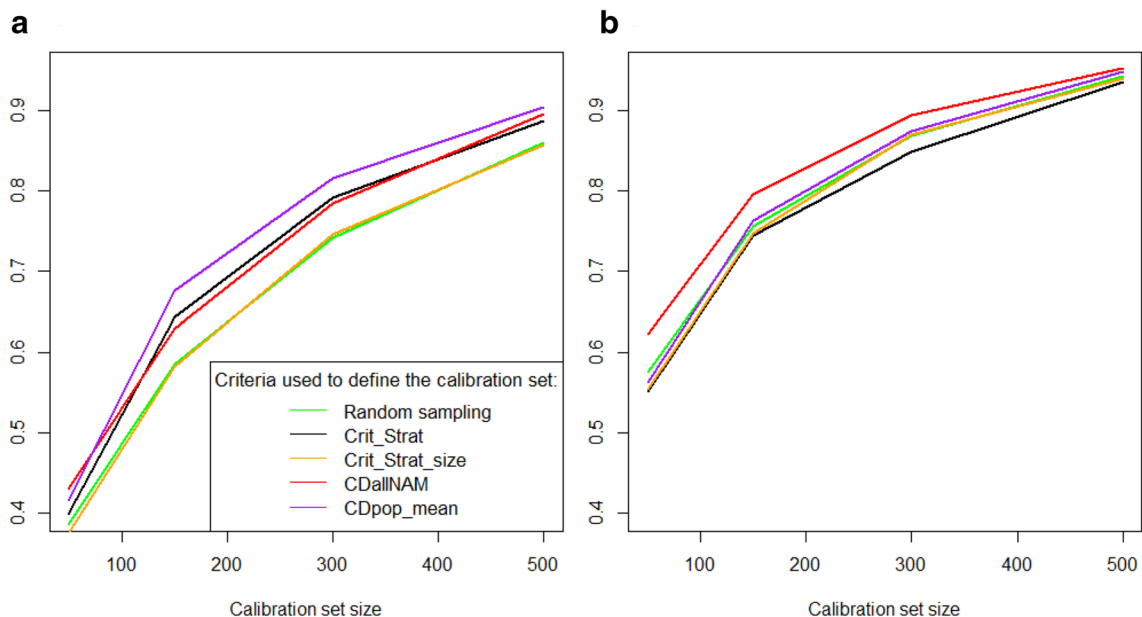 a
0.9
0.8
0.7
0.6
0.5
0.4
Criteria used to define the calibration set:
Random sampling
Crit_Strat
Crit_Strat_size
CDallNAM
CDpop_mean
100 200 300 400 500
Calibration set size
b
0.9
0.8
0.7
0.6
0.5
0.4
100 200 300 400 500
Calibration set size